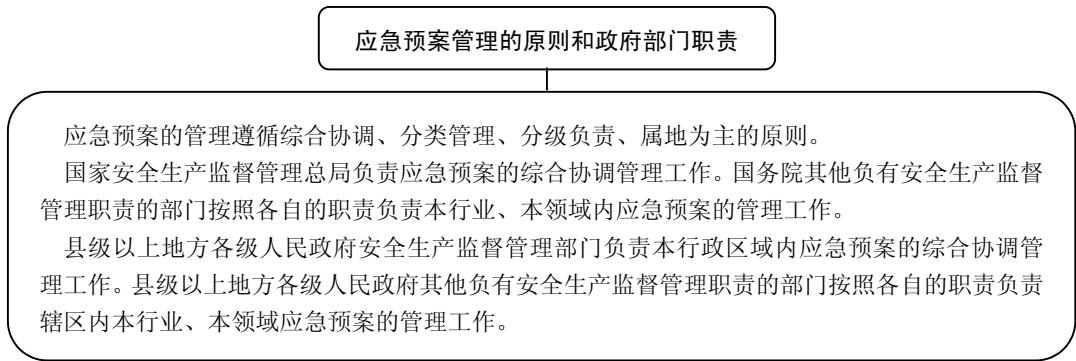 应急预案管理的原则和政府部门职责
应急预案的管理遵循综合协调、分类管理、分级负责、属地为主的原则。
国家安全生产监督管理总局负责应急预案的综合协调管理工作。国务院其他负有安全生产监督
管理职责的部门按照各自的职责负责本行业、本领域内应急预案的管理工作。
县级以上地方各级人民政府安全生产监督管理部门负责本行政区域内应急预案的综合协调管
理工作。县级以上地方各级人民政府其他负有安全生产监督管理职责的部门按照各自的职责负责
辖区内本行业、本领域应急预案的管理工作。